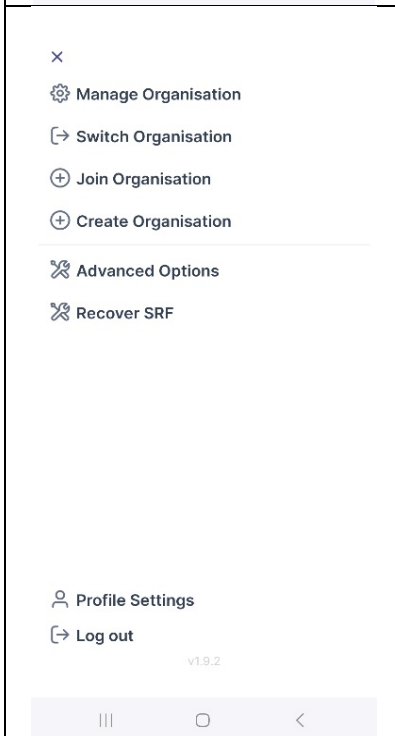 Manage Organisation
Switch Organisation
Join Organisation
Create Organisation
Advanced Options
Recover SRF
Profile Settings
Log out
v1.9.2